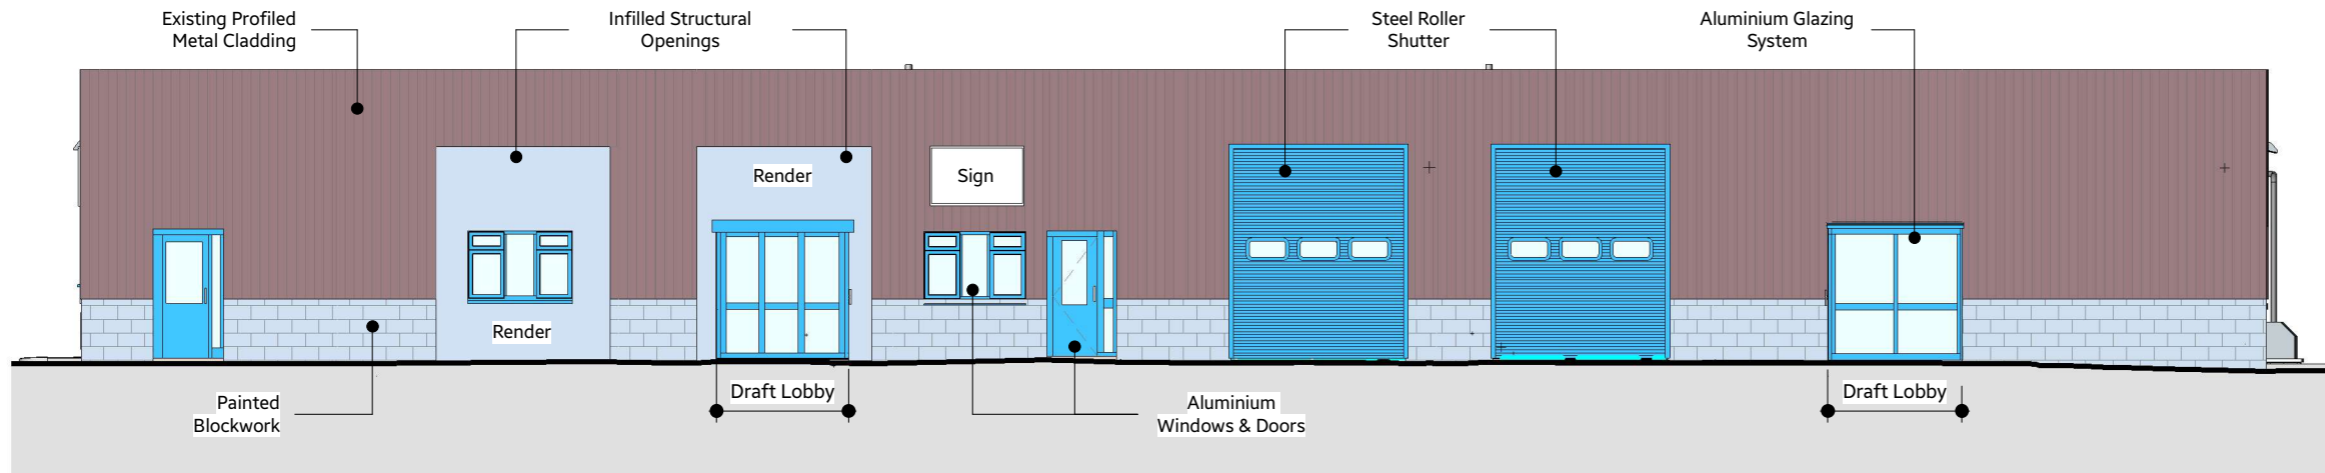 Existing Profiled
Metal Cladding
Infilled Structural
Openings
Steel Roller
Shutter
Aluminium Glazing
System
Render
Sign
Render
Draft Lobby
Draft Lobby
Painted
Blockwork
Aluminium
Windows & Doors